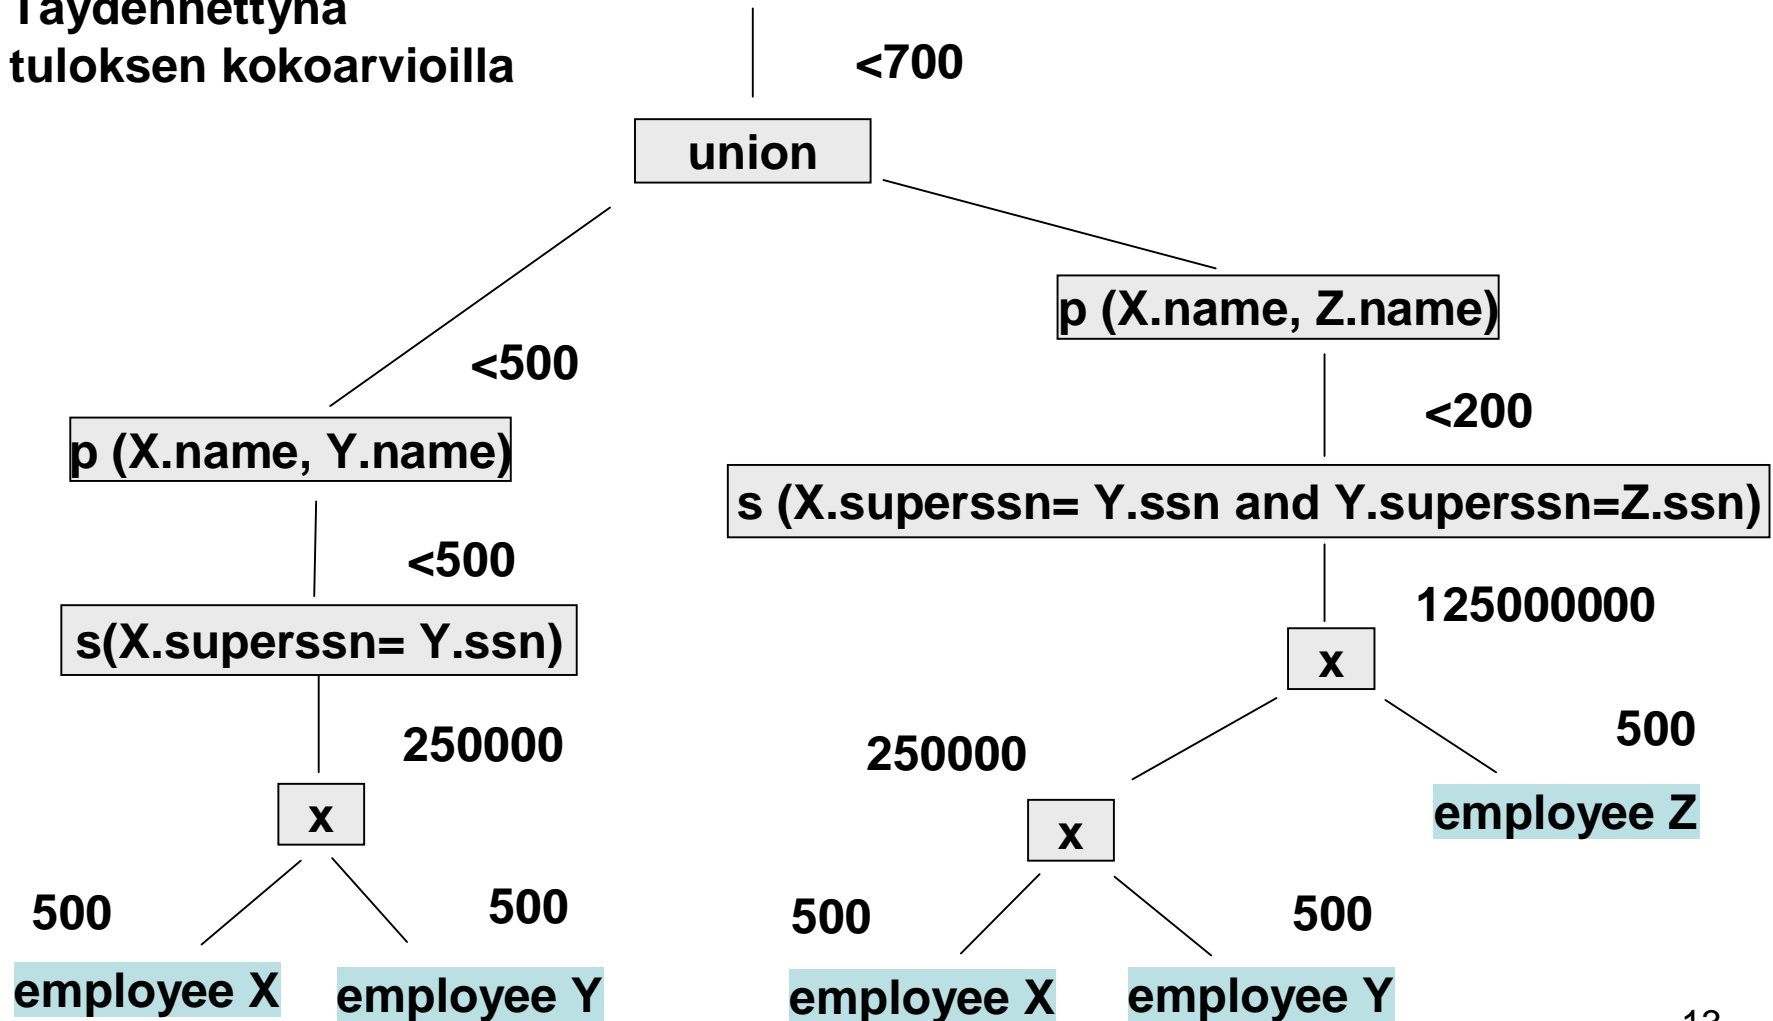 Täydennettynä
tuloksen kokoarvioilla
<700
union
p (X.name, Z.name)
<500
<200
p (X.name, Y.name)
s (X.superssn= Y.ssn and Y.superssn=Z.ssn)
<500
125000000
s(X.superssn= Y.ssn)
x
250000
250000
500
x
x
employee Z
500
500
500
500
employee X
employee Y
employee X
employee Y